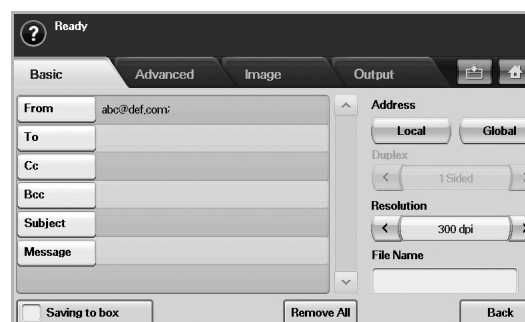 Ready
Basic Advanced Image Output
From abc@def,com;
To
Cc
Bcc
Subject
Message
Address
Local Global
Duplex
1 Sided
Resolution
300 dpi
File Name
Saving to box Remove All Back